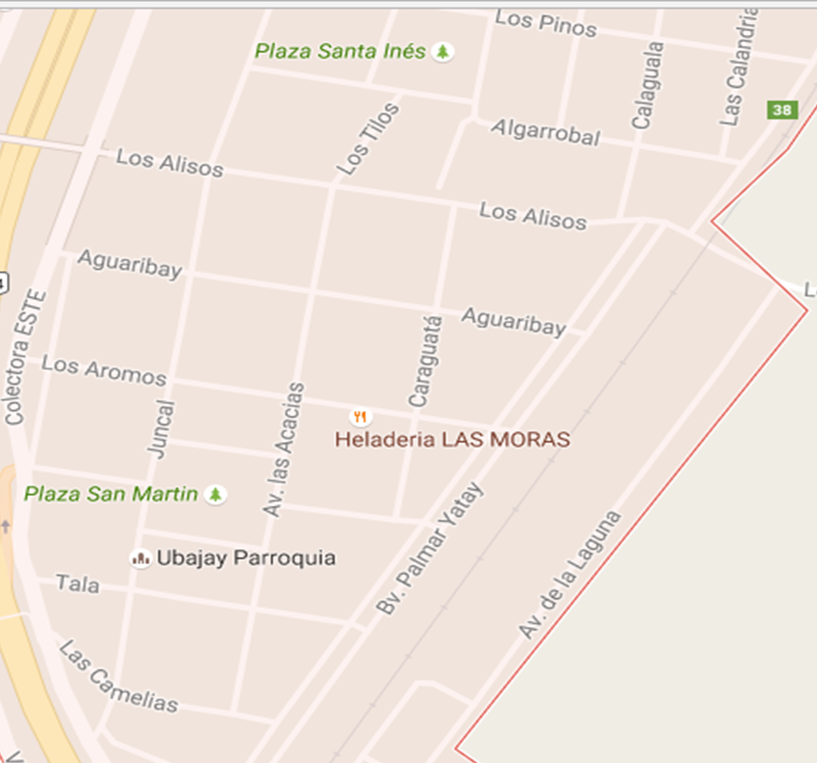 Los Pinos
Las Calandria
Plaza Santa Inés
Calaguala
38
Algarrobal
Los Tilos
Los Alisos
Los Alisos
Aguaribay
Aguaribay
Colectora ESTE
Caraguatá
Los Aromos
Juncal
Av. las Acacias
Heladeria LAS MORAS
Plaza San Martin
Bv. Palmar Yatay
Av. de la Laguna
Ubajay Parroquia
Tala
Las Camelias